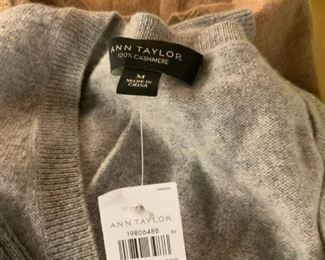 ANN TAYLOR
100% CASHMERE
M
MADE IN
CHINA
ANN TAYLOR
19806488